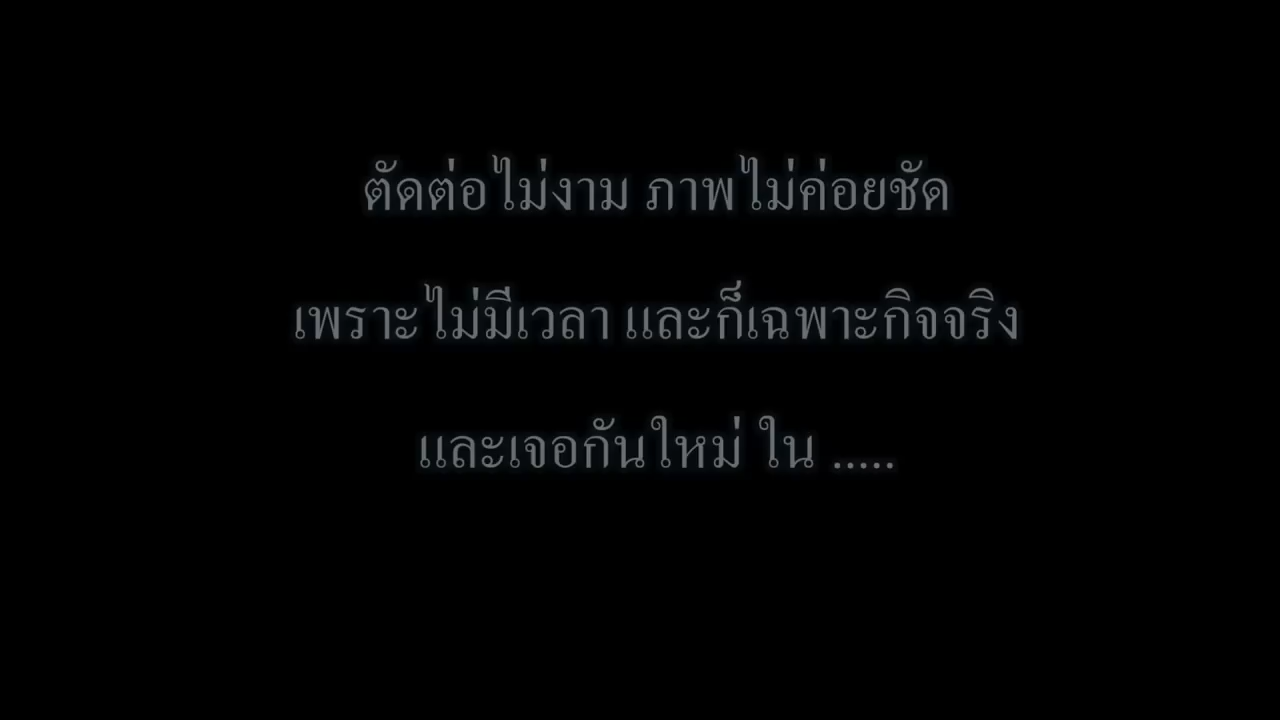 ตัดต่อไม่งาม ภาพไม่ค่อยชัด
เพราะไม่มีเวลา และก็เฉพาะกิจจริง
และเจอกันใหม่ ใน .....